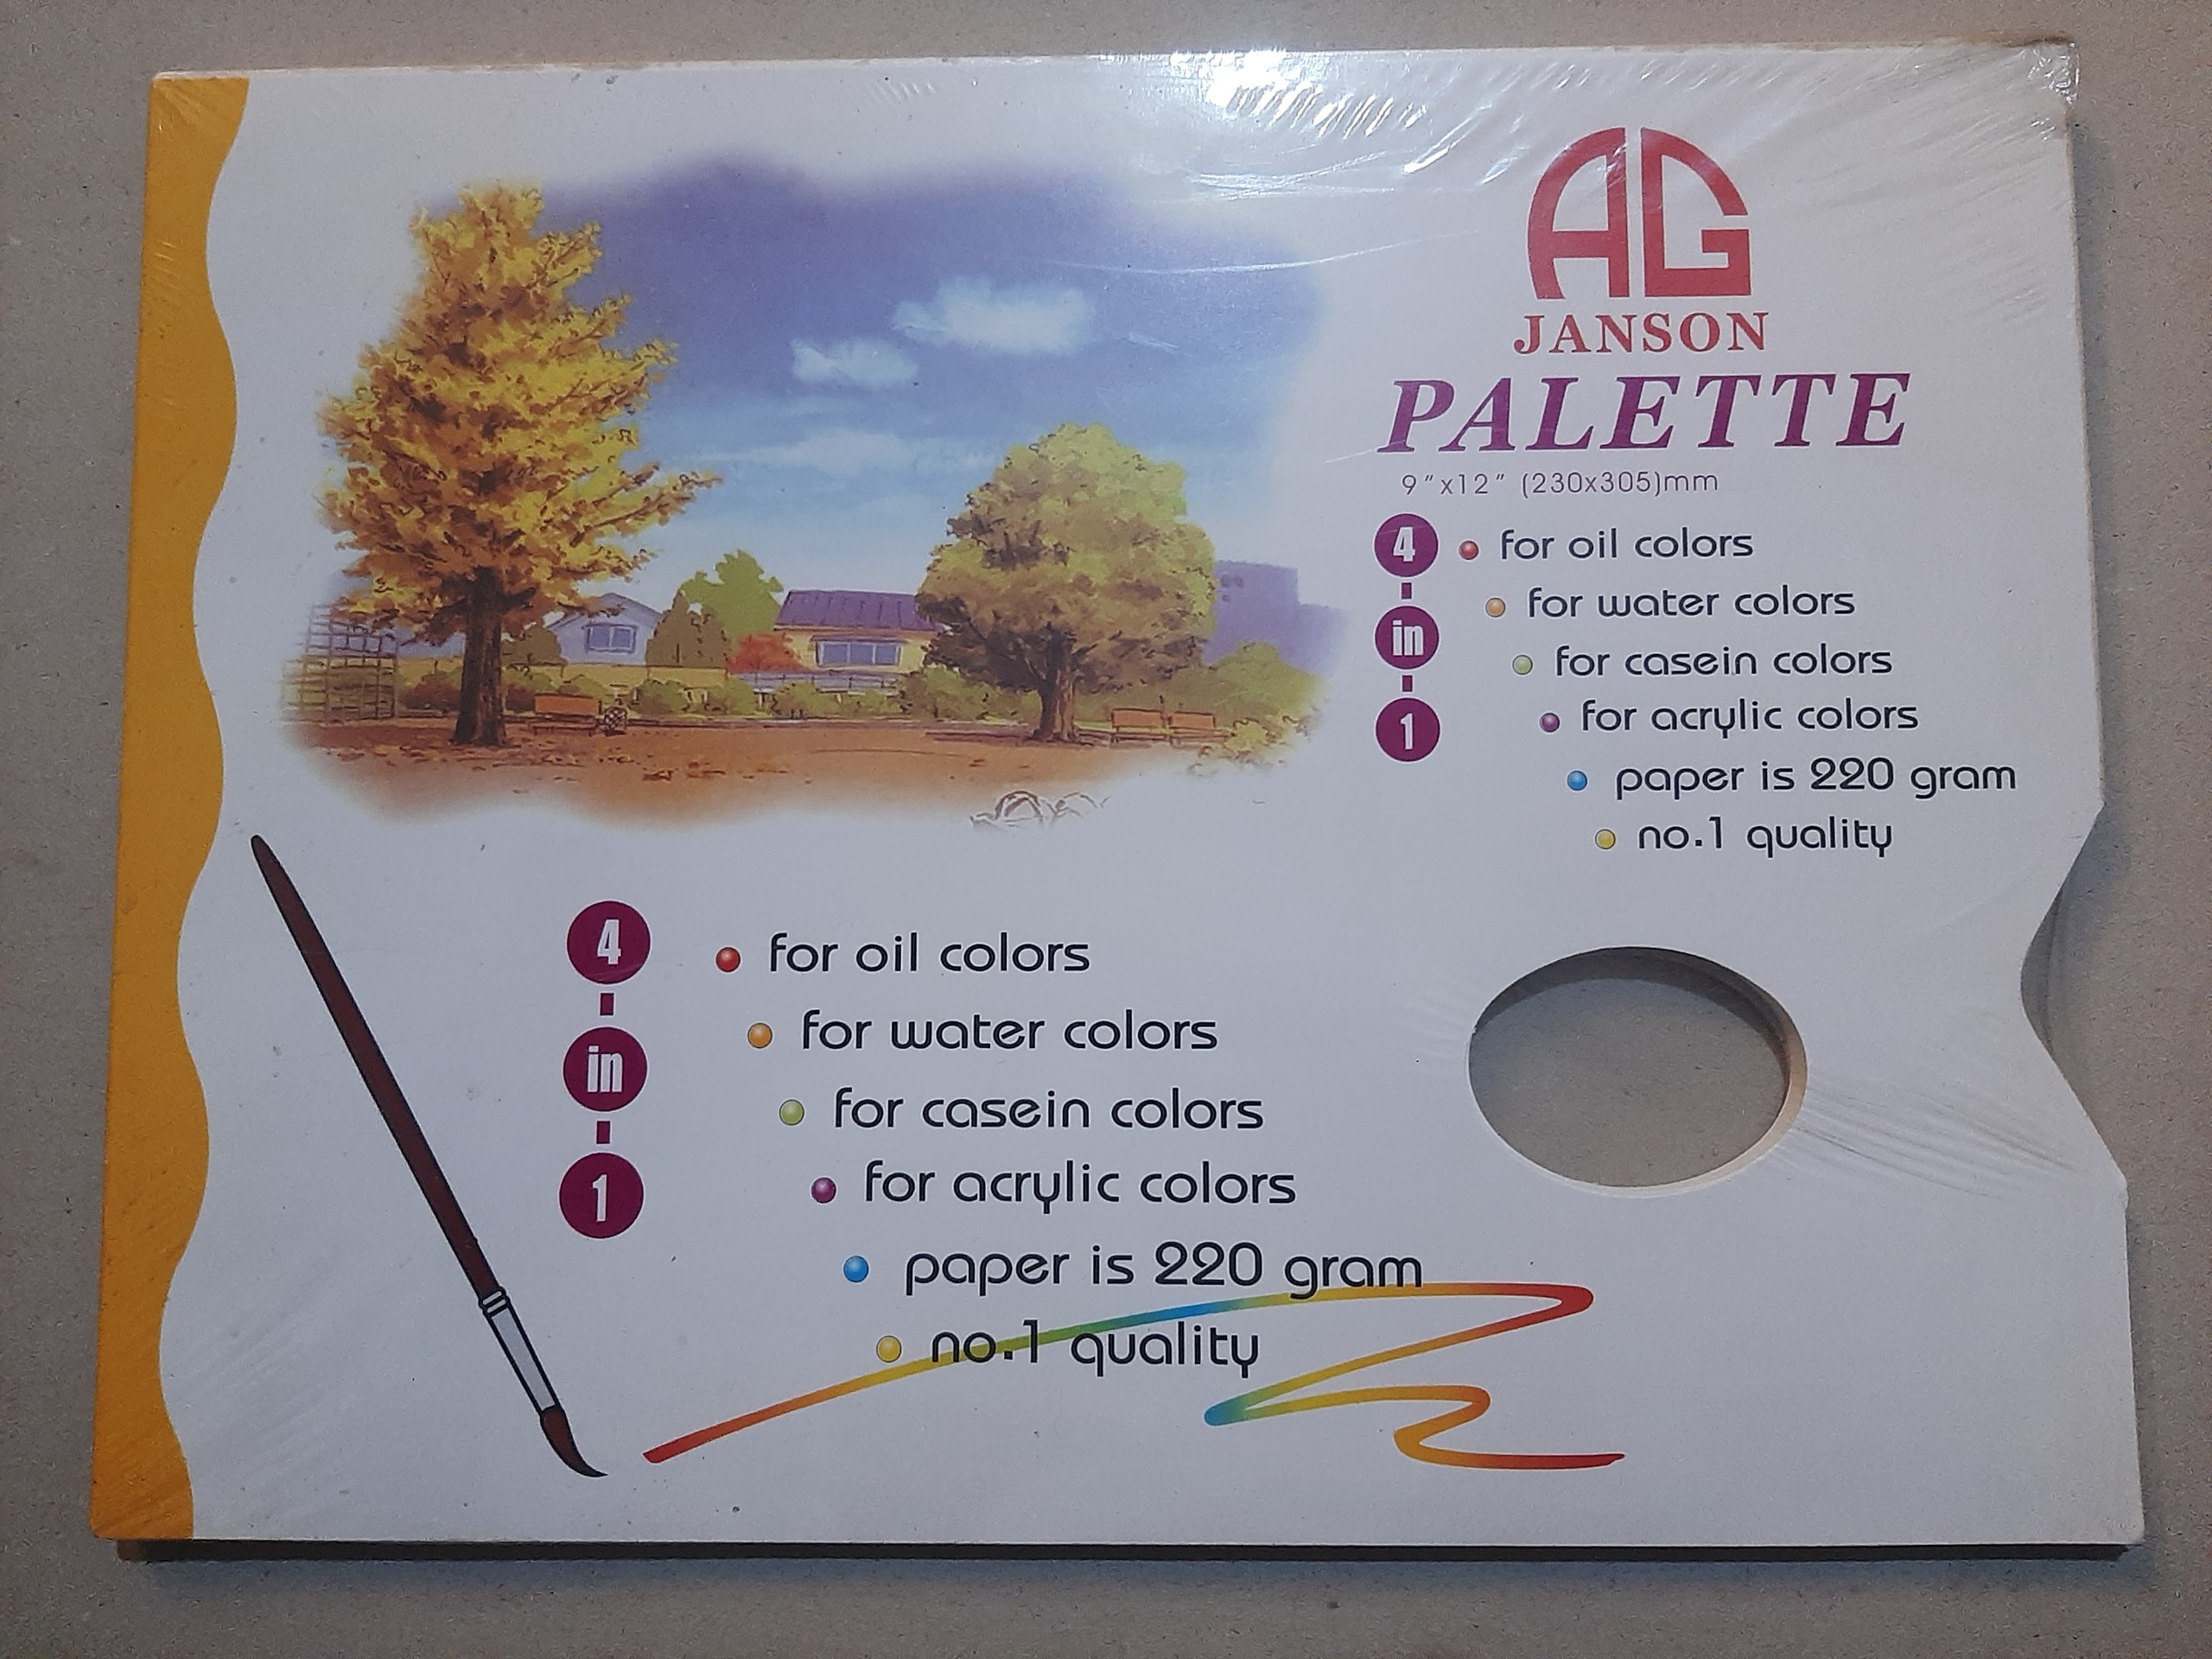 AG
JANSON
PALETTE
9"x12" (230x305)mm
4 in 1
for oil colors
for water colors
for casein colors
for acrylic colors
paper is 220 gram
no.1 quality
4 in 1
for oil colors
for water colors
for casein colors
for acrylic colors
paper is 220 gram
no.1 quality